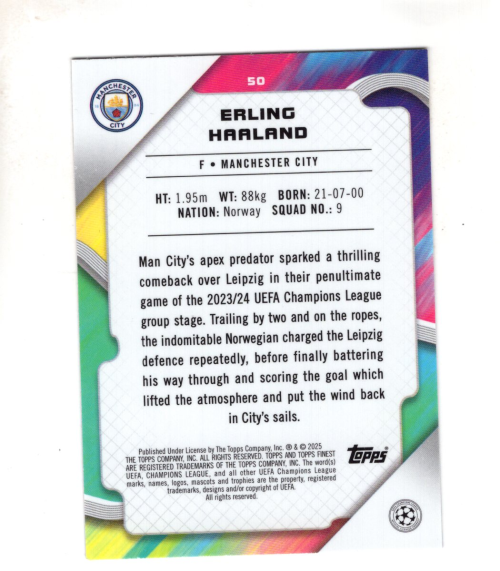 50
MANCHESTER
CITY
ERLING
HAALAND
F • MANCHESTER CITY
HT: 1.95m WT: 88kg BORN: 21-07-00
NATION: Norway SQUAD NO.: 9
Man City's apex predator sparked a thrilling
comeback over Leipzig in their penultimate
game of the 2023/24 UEFA Champions League
group stage. Trailing by two and on the ropes,
the indomitable Norwegian charged the Leipzig
defence repeatedly, before finally battering
his way through and scoring the goal which
lifted the atmosphere and put the wind back
in City's sails.
Published Under License by The Topps Company, Inc. ® & © 2025
THE TOPPS COMPANY, INC. ALL RIGHTS RESERVED. TOPPS AND TOPPS FINEST
ARE REGISTERED TRADEMARKS OF THE TOPPS COMPANY, INC. The word(s)
UEFA, CHAMPIONS LEAGUE, and all other UEFA Champions League
marks, names, logos, mascots and trophies are the property, registered
trademarks, designs and/or copyright of UEFA.
All rights reserved.
Topps